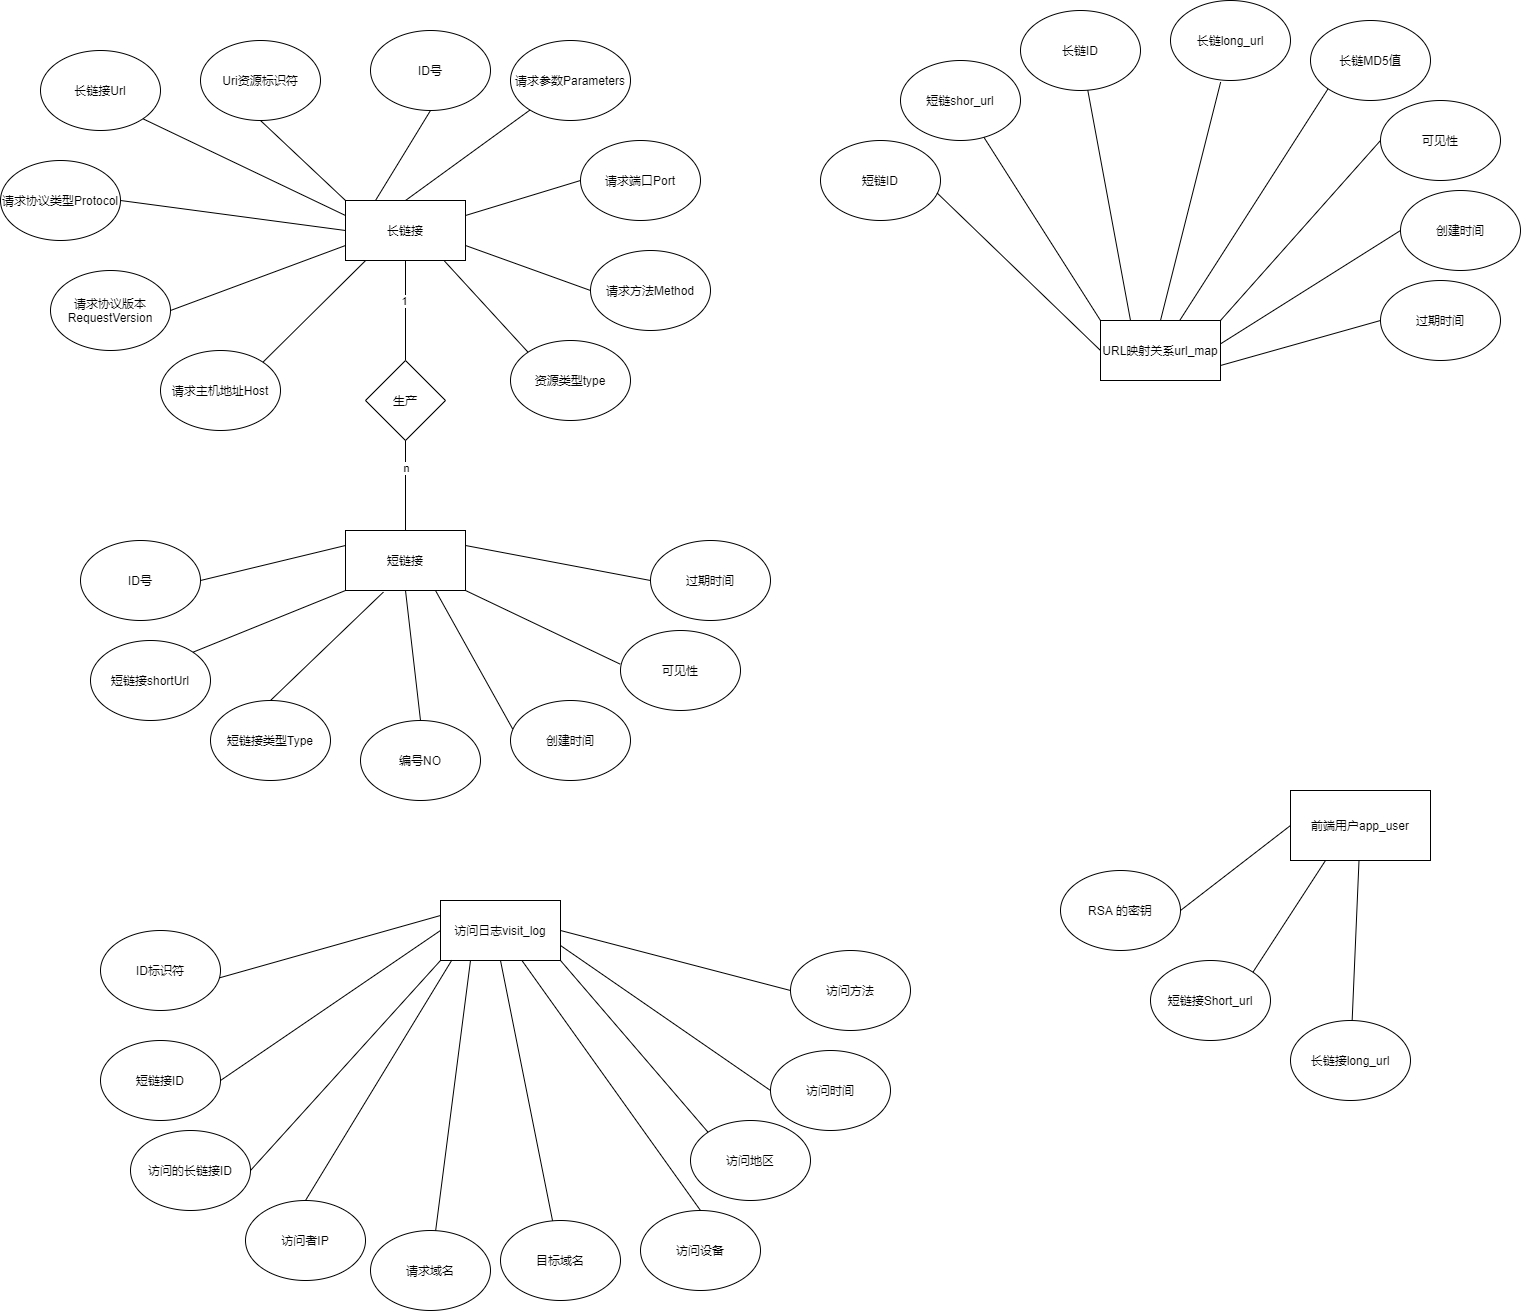 长链接Url
Uri资源标识符
ID号
请求参数Parameters
请求协议类型Protocol
长链接
请求端口Port
请求协议版本
RequestVersion
请求方法Method
请求主机地址Host
资源类型type
1
生产
n
短链接
ID号
过期时间
短链接shortUrl
可见性
短链接类型Type
编号NO
创建时间
短链ID
短链shor_url
长链ID
长链long_url
长链MD5值
可见性
创建时间
过期时间
URL映射关系url_map
访问日志visit_log
ID标识符
短链接ID
访问的长链接ID
访问者IP
请求域名
目标域名
访问设备
访问地区
访问时间
访问方法
前端用户app_user
RSA 的密钥
短链接Short_url
长链接long_url